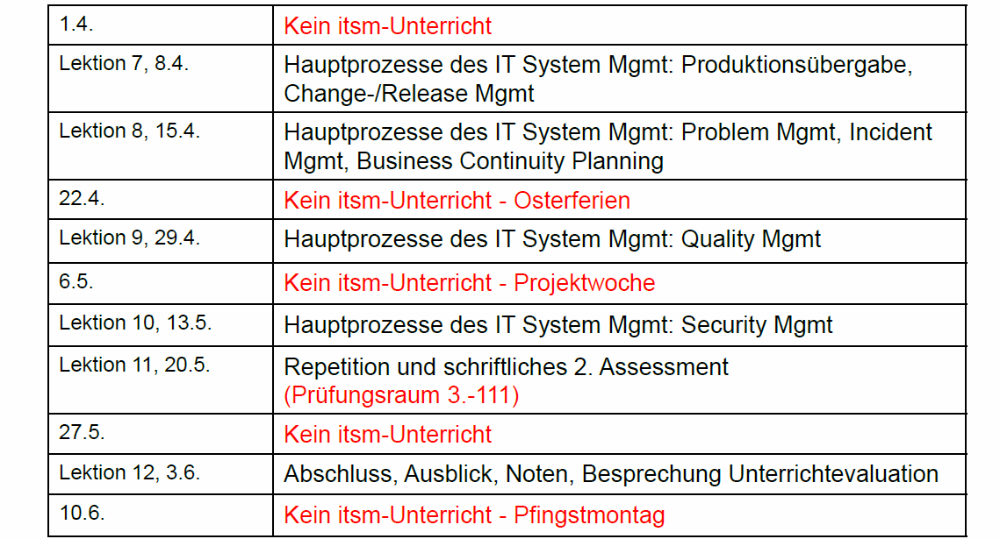 1.4.
Kein itsm-Unterricht
Lektion 7, 8.4.
Hauptprozesse des IT System Mgmt: Produktionsübergabe,
Change-/Release Mgmt
Lektion 8, 15.4.
Hauptprozesse des IT System Mgmt: Problem Mgmt, Incident
Mgmt, Business Continuity Planning
22.4.
Kein itsm-Unterricht - Osterferien
Lektion 9, 29.4.
Hauptprozesse des IT System Mgmt: Quality Mgmt
6.5.
Kein itsm-Unterricht - Projektwoche
Lektion 10, 13.5.
Hauptprozesse des IT System Mgmt: Security Mgmt
Lektion 11, 20.5.
Repetition und schriftliches 2. Assessment
(Prüfungsraum 3.-111)
27.5.
Kein itsm-Unterricht
Lektion 12, 3.6.
Abschluss, Ausblick, Noten, Besprechung Unterrichtevaluation
10.6.
Kein itsm-Unterricht - Pfingstmontag